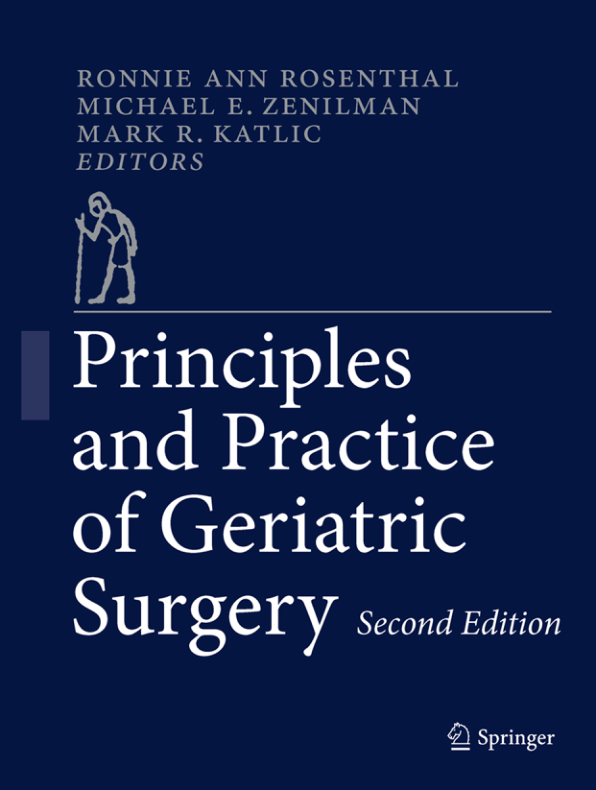 RONNIE ANN ROSENTHAL
MICHAEL E. ZENILMAN
MARK R. KATLIC
EDITORS
Principles
and Practice
of Geriatric
Surgery Second Edition
Springer